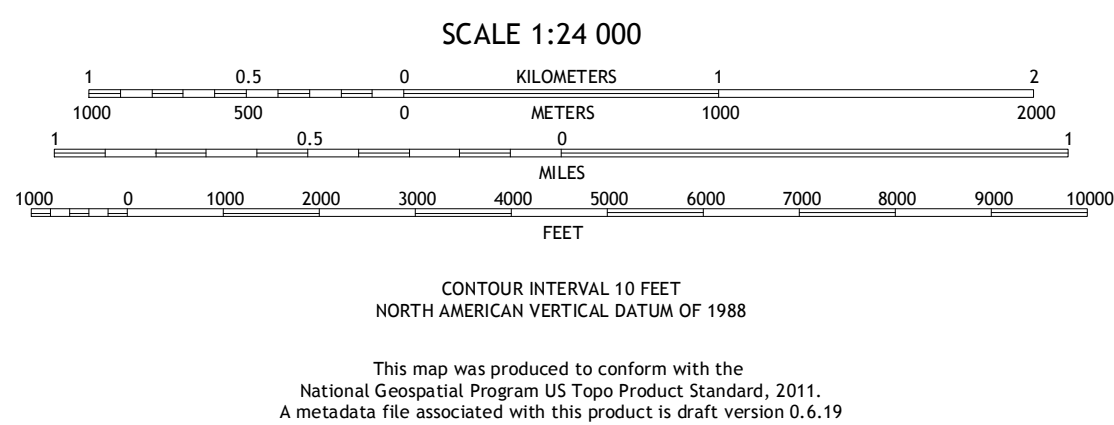 SCALE 1:24 000
1 0.5 0 KILOMETERS 1 2
1000 500 0 METERS 1000 2000
1 0.5 0 1
MILES
1000 0 1000 2000 3000 4000 5000 6000 7000 8000 9000 10000
FEET
CONTOUR INTERVAL 10 FEET
NORTH AMERICAN VERTICAL DATUM OF 1988
This map was produced to conform with the
National Geospatial Program US Topo Product Standard, 2011.
A metadata file associated with this product is draft version 0.6.19